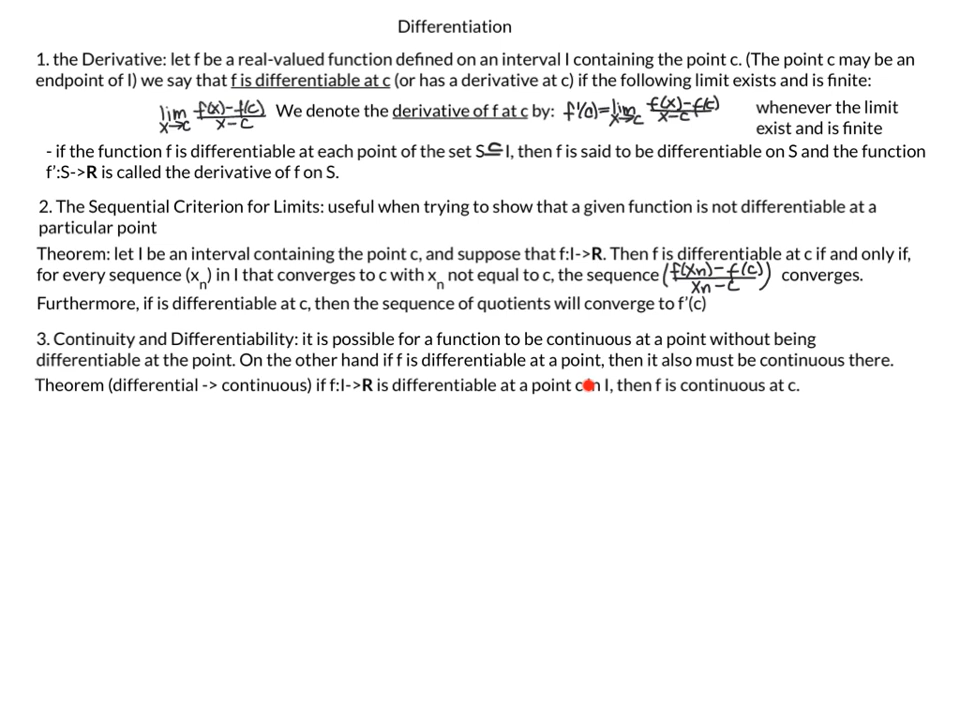 Differentiation
1. the Derivative: let f be a real-valued function defined on an interval I containing the point c. (The point c may be an
endpoint of I) we say that f is differentiable at c (or has a derivative at c) if the following limit exists and is finite:
lim x→c f(x)-f(c) / x-c We denote the derivative of f at c by: f'(c)=lim x→c f(x)-f(c) / x-c whenever the limit
exist and is finite
- if the function f is differentiable at each point of the set S⊆I, then f is said to be differentiable on S and the function
f':S->R is called the derivative of f on S.
2. The Sequential Criterion for Limits: useful when trying to show that a given function is not differentiable at a
particular point
Theorem: let I be an interval containing the point c, and suppose that f:I->R. Then f is differentiable at c if and only if,
for every sequence (x_n) in I that converges to c with x_n not equal to c, the sequence (f(xn)-f(c) / xn-c) converges.
Furthermore, if is differentiable at c, then the sequence of quotients will converge to f'(c)
3. Continuity and Differentiability: it is possible for a function to be continuous at a point without being
differentiable at the point. On the other hand if f is differentiable at a point, then it also must be continuous there.
Theorem (differential -> continuous) if f:I->R is differentiable at a point c in I, then f is continuous at c.